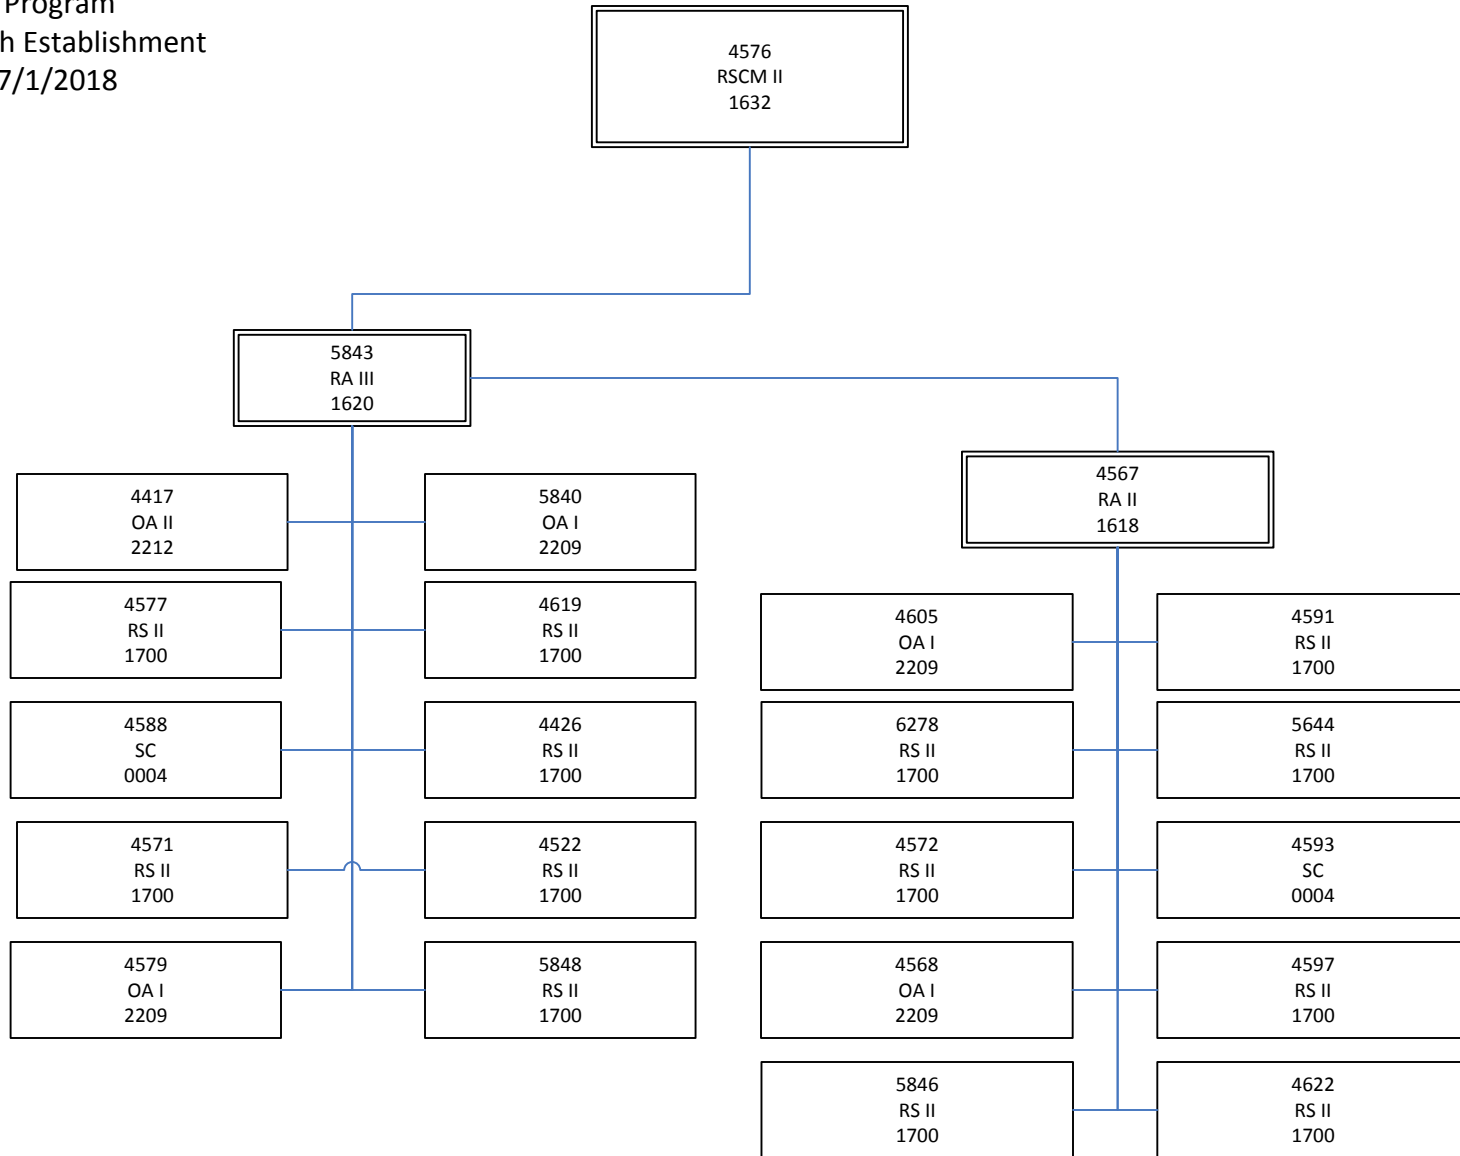 Program
h Establishment
7/1/2018
4576
RSCM II
1632
5843
RA III
1620
4567
RA II
1618
4417
OA II
2212
5840
OA I
2209
4577
RS II
1700
4619
RS II
1700
4588
SC
0004
4426
RS II
1700
4571
RS II
1700
4522
RS II
1700
4579
OA I
2209
5848
RS II
1700
4605
OA I
2209
4591
RS II
1700
6278
RS II
1700
5644
RS II
1700
4572
RS II
1700
4593
SC
0004
4568
OA I
2209
4597
RS II
1700
5846
RS II
1700
4622
RS II
1700